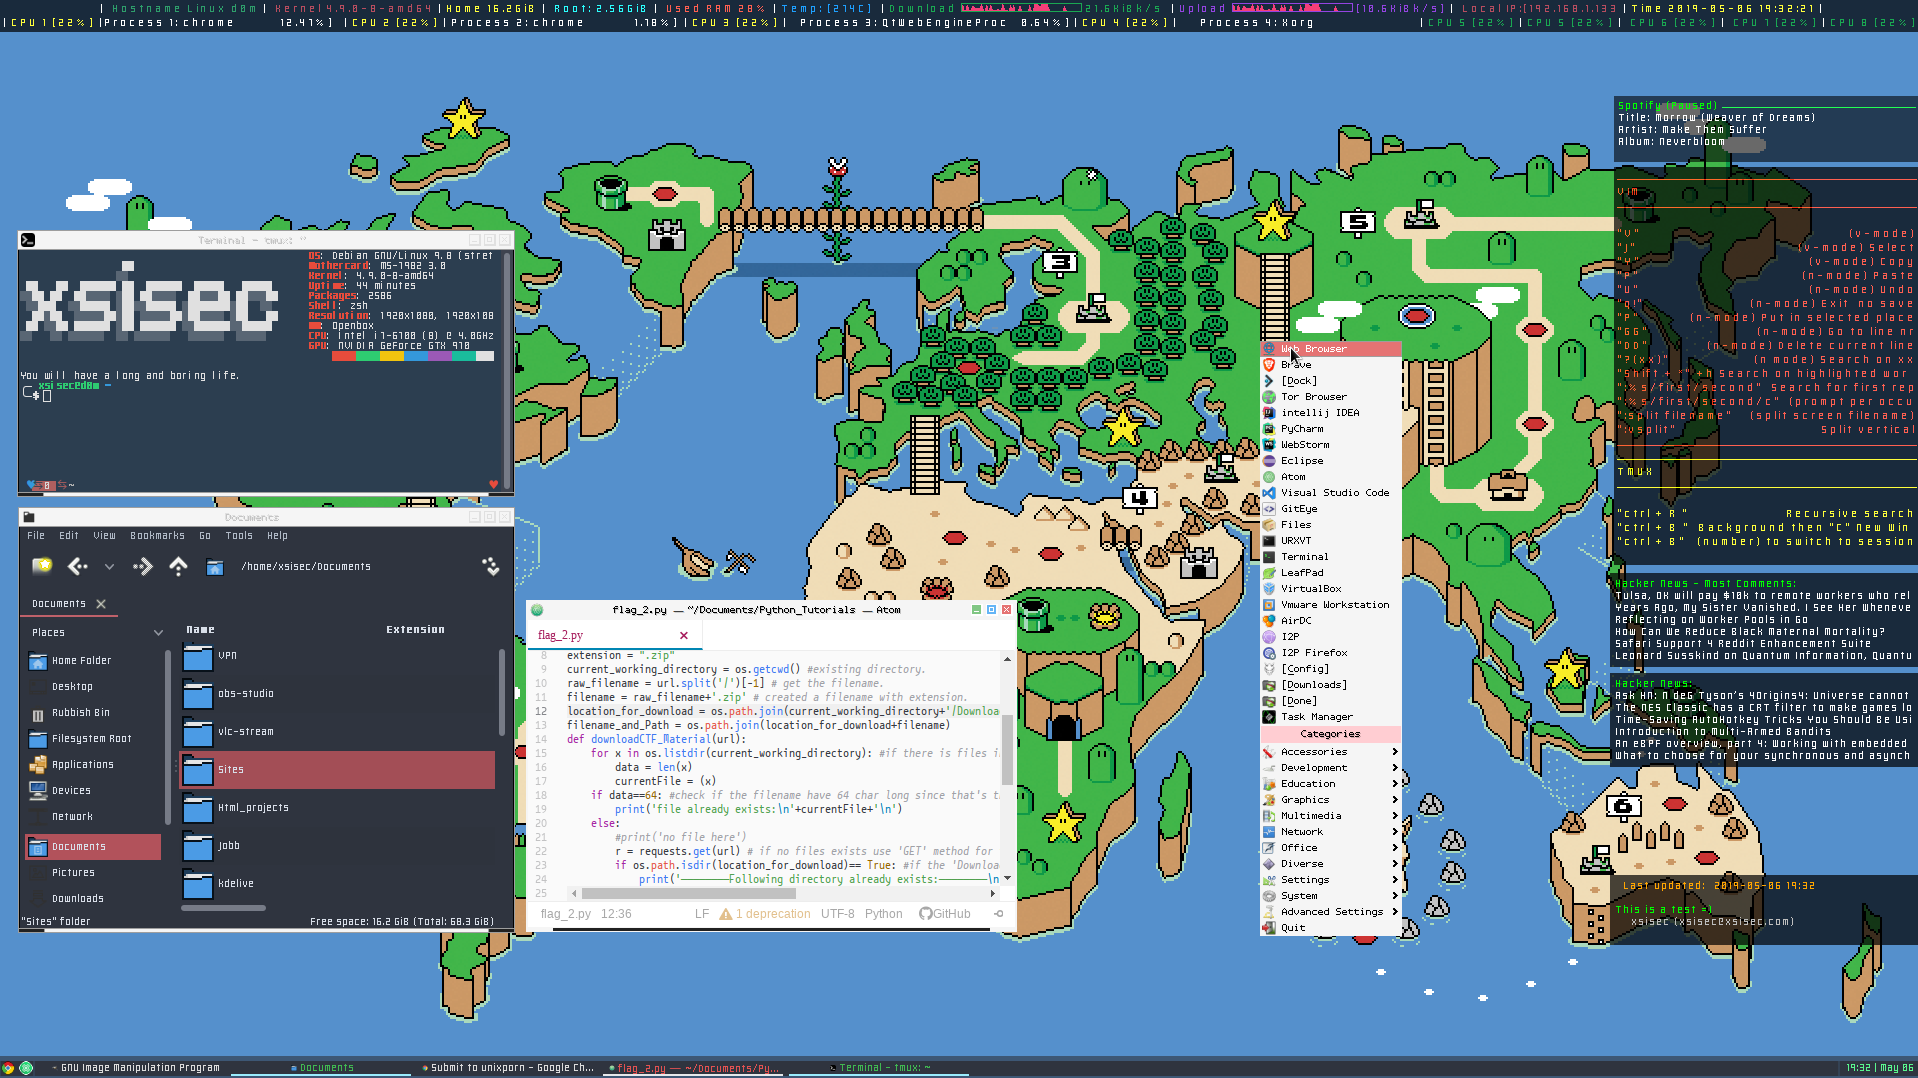 | Hostname Linux d0m | Kernel4.9.0-8-amd64 | Home 16.2GiB | Root: 2.56GiB | Used RAM 28% | Temp:[214C] | Download 21.6KiB k/s | Upload [18.6KiB k/s] | Local IP:[192.168.1.133 | Time 2019-05-06 19:32:21 |
| CPU 1 [22%] |Process 1: chrome 12.41% | CPU 2 [22%] | Process 2: chrome 1.18% | CPU 3 [22%] | Process 3: QtWebEngineProc 0.64% | CPU 4 [22%] | Process 4: Xorg | CPU 5 [22%] CPU 5 [22%] | CPU 6 [22%] | CPU 7 [22%] | CPU 8 [22%] |
Spotify (Paused)
Title: Morrow (Weaver of Dreams)
Artist: Make Them Suffer
Album: Neverbloom
Vim
"V" (v-mode)
"J" (v-mode) Select
"Y" (v-mode) Copy
"P" (n-mode) Paste
"U" (n-mode) Undo
"q!" (n-mode) Exit no save
"P" (n-mode) Put in selected place
"GG" (n-mode) Go to line nr
"DD" (n-mode) Delete current line
"?(xx)" (n mode) Search on xx
"Shift + *" +h Search on highlighted wor
":%s/first/second" Search for first rep
":%s/first/second/c" (prompt per accu
":split filename" (split screen filename)
":vsplit" Split vertical
TMUX
"ctrl + R " Recursive search
"ctrl + B " Background then "C" New Win
"ctrl + B" (number) to switch to session
Hacker News - Most Comments:
Tulsa, OK will pay $10k to remote workers who rel
Years Ago, My Sister Vanished. I See Her Wheneve
Reflecting on Worker Pools in Go
How Can We Reduce Black Maternal Mortality?
Safari Support 4 Reddit Enhancement Suite
Leonard Susskind on Quantum Information, Quantu
Hacker News:
Ask HN: N deG Tyson's 4Origins4: Universe cannot
The NES Classic has a CRT filter to make games lo
Time-Saving AutoHotkey Tricks You Should Be Usi
Introduction to Multi-Armed Bandits
An eBPF overview, part 4: Working with embedded
What to choose for your synchronous and asynch
Last updated: 2019-05-06 19:32
This is a test =)
xsisec (xsisec@xsisec.com)
3
5
4
6
Terminal - tmux: ~
xsisec
OS: Debian GNU/Linux 9.8 (stret
Mothercard: MS-7982 3.0
Kernel: 4.9.0-8-amd64
Uptime: 44 minutes
Packages: 2586
Shell: zsh
Resolution: 1920x1080, 1920x108
WM: Openbox
CPU: Intel i7-6700 (8) @ 4.0GHz
GPU: NVIDIA GeForce GTX 970
You will have a long and boring life.
xsisec@d0m ~
$
Documents
File Edit View Bookmarks Go Tools Help
/home/xsisec/Documents
Documents
Places
Home Folder
Desktop
Rubbish Bin
Filesystem Root
Applications
Devices
Network
Documents
Pictures
Downloads
Name Extension
VPN
obs-studio
vlc-stream
Sites
Html_projects
Jobb
kdelive
"Sites" folder Free space: 16.2 GiB (Total: 68.3 GiB)
flag_2.py — ~/Documents/Python_Tutorials — Atom
flag_2.py
8 extension = ".zip"
9 current_working_directory = os.getcwd() #existing directory.
10 raw_filename = url.split('/')[-1] # get the filename.
11 filename = raw_filename+'.zip' # created a filename with extension.
12 location_for_download = os.path.join(current_working_directory+'/Downloa
13 filename_and_Path = os.path.join(location_for_download+filename)
14 def downloadCTF_Material(url):
15 for x in os.listdir(current_working_directory): #if there is files i
16 data = len(x)
17 currentFile = (x)
18 if data==64: #check if the filename have 64 char long since that's t
19 print('file already exists:\n'+currentFile+'\n')
20 else:
21 #print('no file here')
22 r = requests.get(url) # if no files exists use 'GET' method for
23 if os.path.isdir(location_for_download)== True: #if the 'Downloa
24 print('————Following directory already exists:————\n
25
flag_2.py 12:36 LF 1 deprecation UTF-8 Python GitHub
Web Browser
Brave
[Dock]
Tor Browser
intellij IDEA
PyCharm
WebStorm
Eclipse
Atom
Visual Studio Code
GitEye
Files
URXVT
Terminal
LeafPad
VirtualBox
Vmware Workstation
AirDC
I2P
I2P Firefox
[Config]
[Downloads]
[Done]
Task Manager
Categories
Accessories
Development
Education
Graphics
Multimedia
Network
Office
Diverse
Settings
System
Advanced Settings
Quit
GNU Image Manipulation Program
Documents
Submit to unixporn - Google Ch...
flag_2.py — ~/Documents/Py...
Terminal - tmux: ~
19:32 | May 06